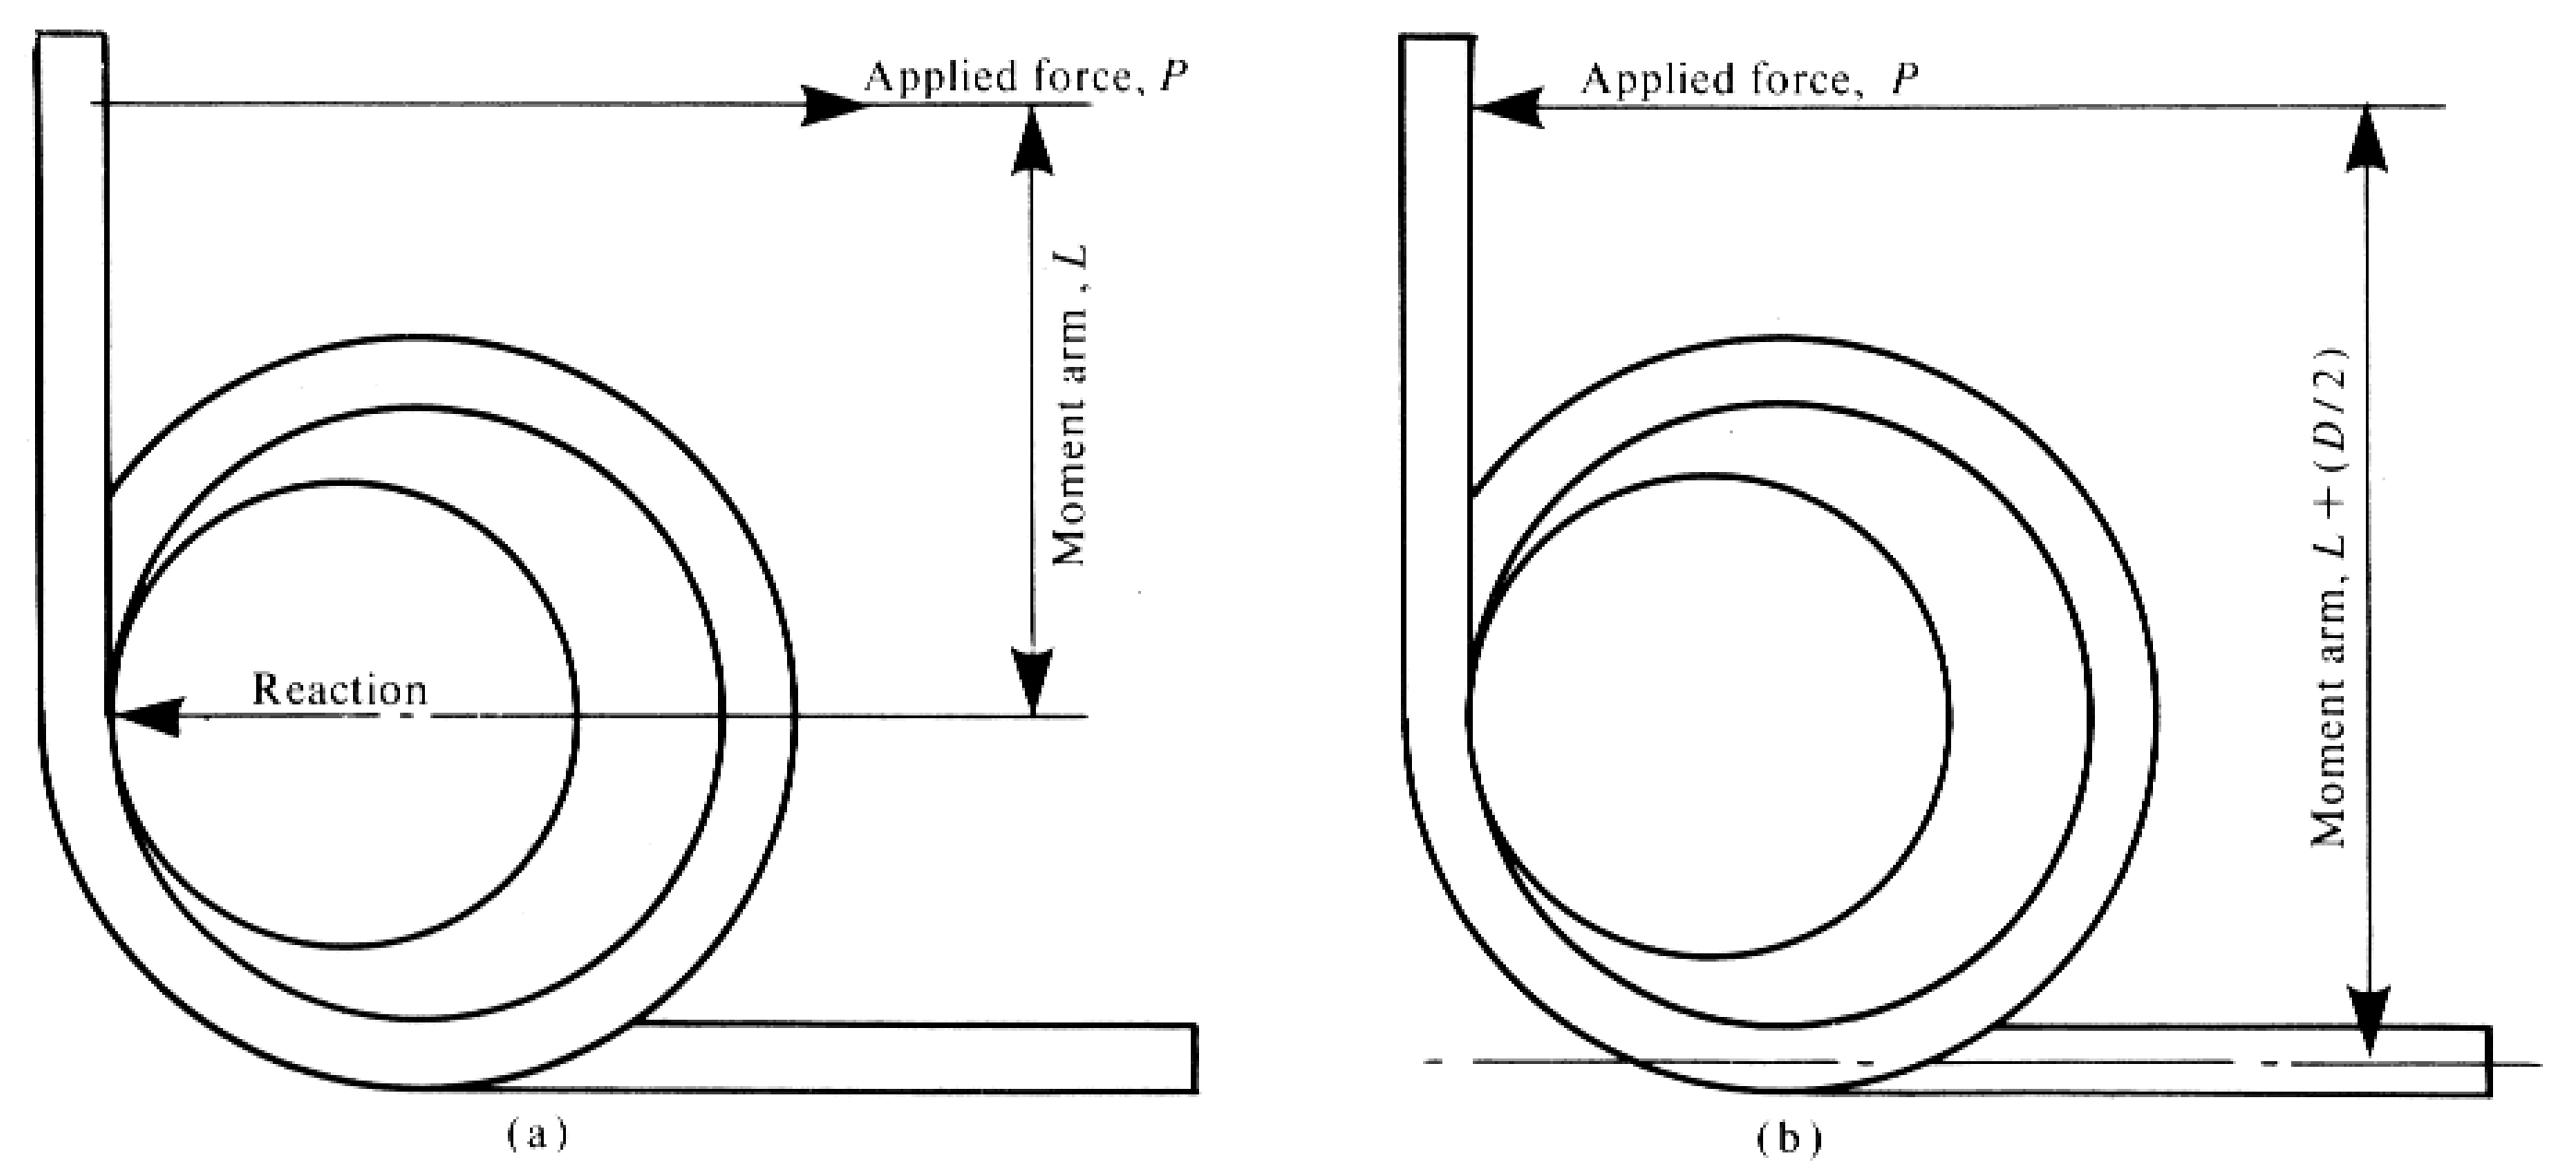 Applied force, P
Moment arm, L
Reaction
(a)
Applied force, P
Moment arm, L + (D/2)
(b)